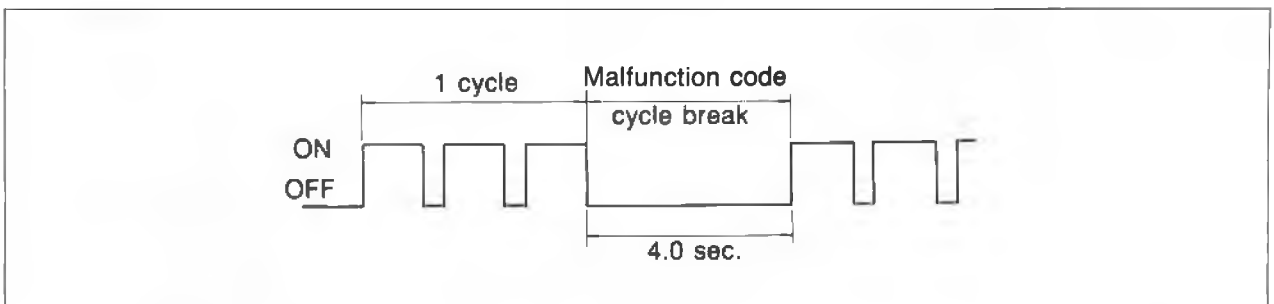 1 cycle
Malfunction code
cycle break
ON
OFF
4.0 sec.